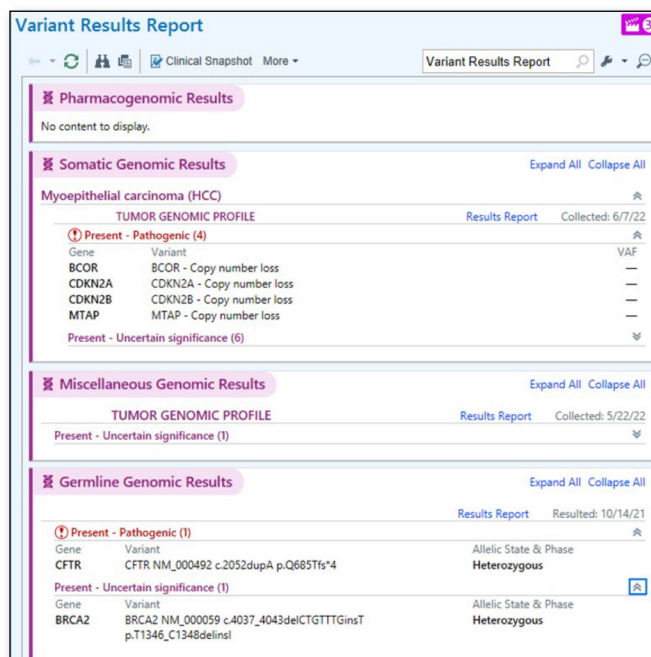 Variant Results Report
Clinical Snapshot More Variant Results Report
Pharmacogenomic Results
No content to display.
Somatic Genomic Results Expand All Collapse All
Myoepithelial carcinoma (HCC)
TUMOR GENOMIC PROFILE Results Report Collected: 6/7/22
Present - Pathogenic (4)
Gene Variant VAF
BCOR BCOR - Copy number loss —
CDKN2A CDKN2A - Copy number loss —
CDKN2B CDKN2B - Copy number loss —
MTAP MTAP - Copy number loss —
Present - Uncertain significance (6)
Miscellaneous Genomic Results Expand All Collapse All
TUMOR GENOMIC PROFILE Results Report Collected: 5/22/22
Present - Uncertain significance (1)
Germline Genomic Results Expand All Collapse All
Results Report Resulted: 10/14/21
Present - Pathogenic (1)
Gene Variant Allelic State & Phase
CFTR CFTR NM_000492 c.2052dupA p.Q685Tfs*4 Heterozygous
Present - Uncertain significance (1)
Gene Variant Allelic State & Phase
BRCA2 BRCA2 NM_000059 c.4037_4043delCTGTTTGinsT Heterozygous
p.T1346_C1348delinsI